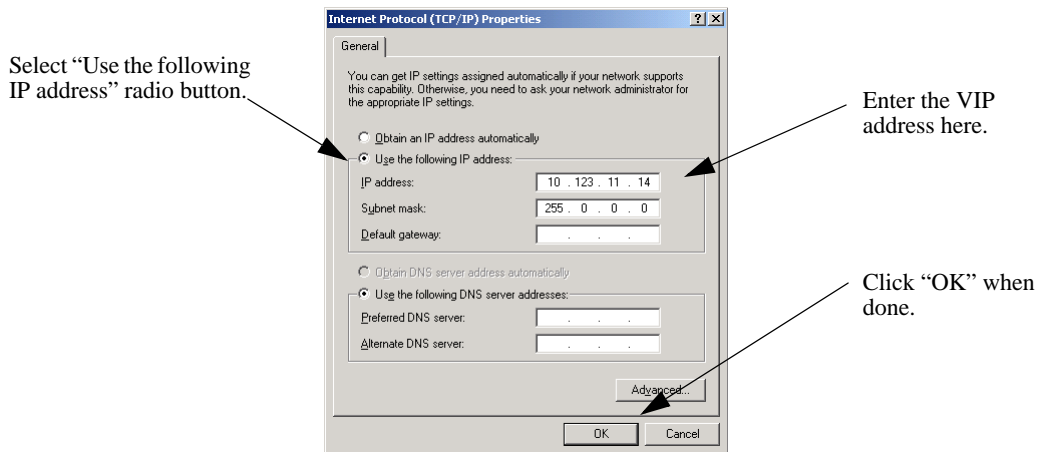 Internet Protocol (TCP/IP) Properties
General
Select “Use the following
IP address” radio button.
You can get IP settings assigned automatically if your network supports
this capability. Otherwise, you need to ask your network administrator for
the appropriate IP settings.
Enter the VIP
address here.
Obtain an IP address automatically
Use the following IP address:
IP address: 10 . 123 . 11 . 14
Subnet mask: 255 . 0 . 0 . 0
Default gateway: . . .
Obtain DNS server address automatically
Use the following DNS server addresses:
Preferred DNS server: . . .
Alternate DNS server: . . .
Click “OK” when
done.
Advanced...
OK Cancel